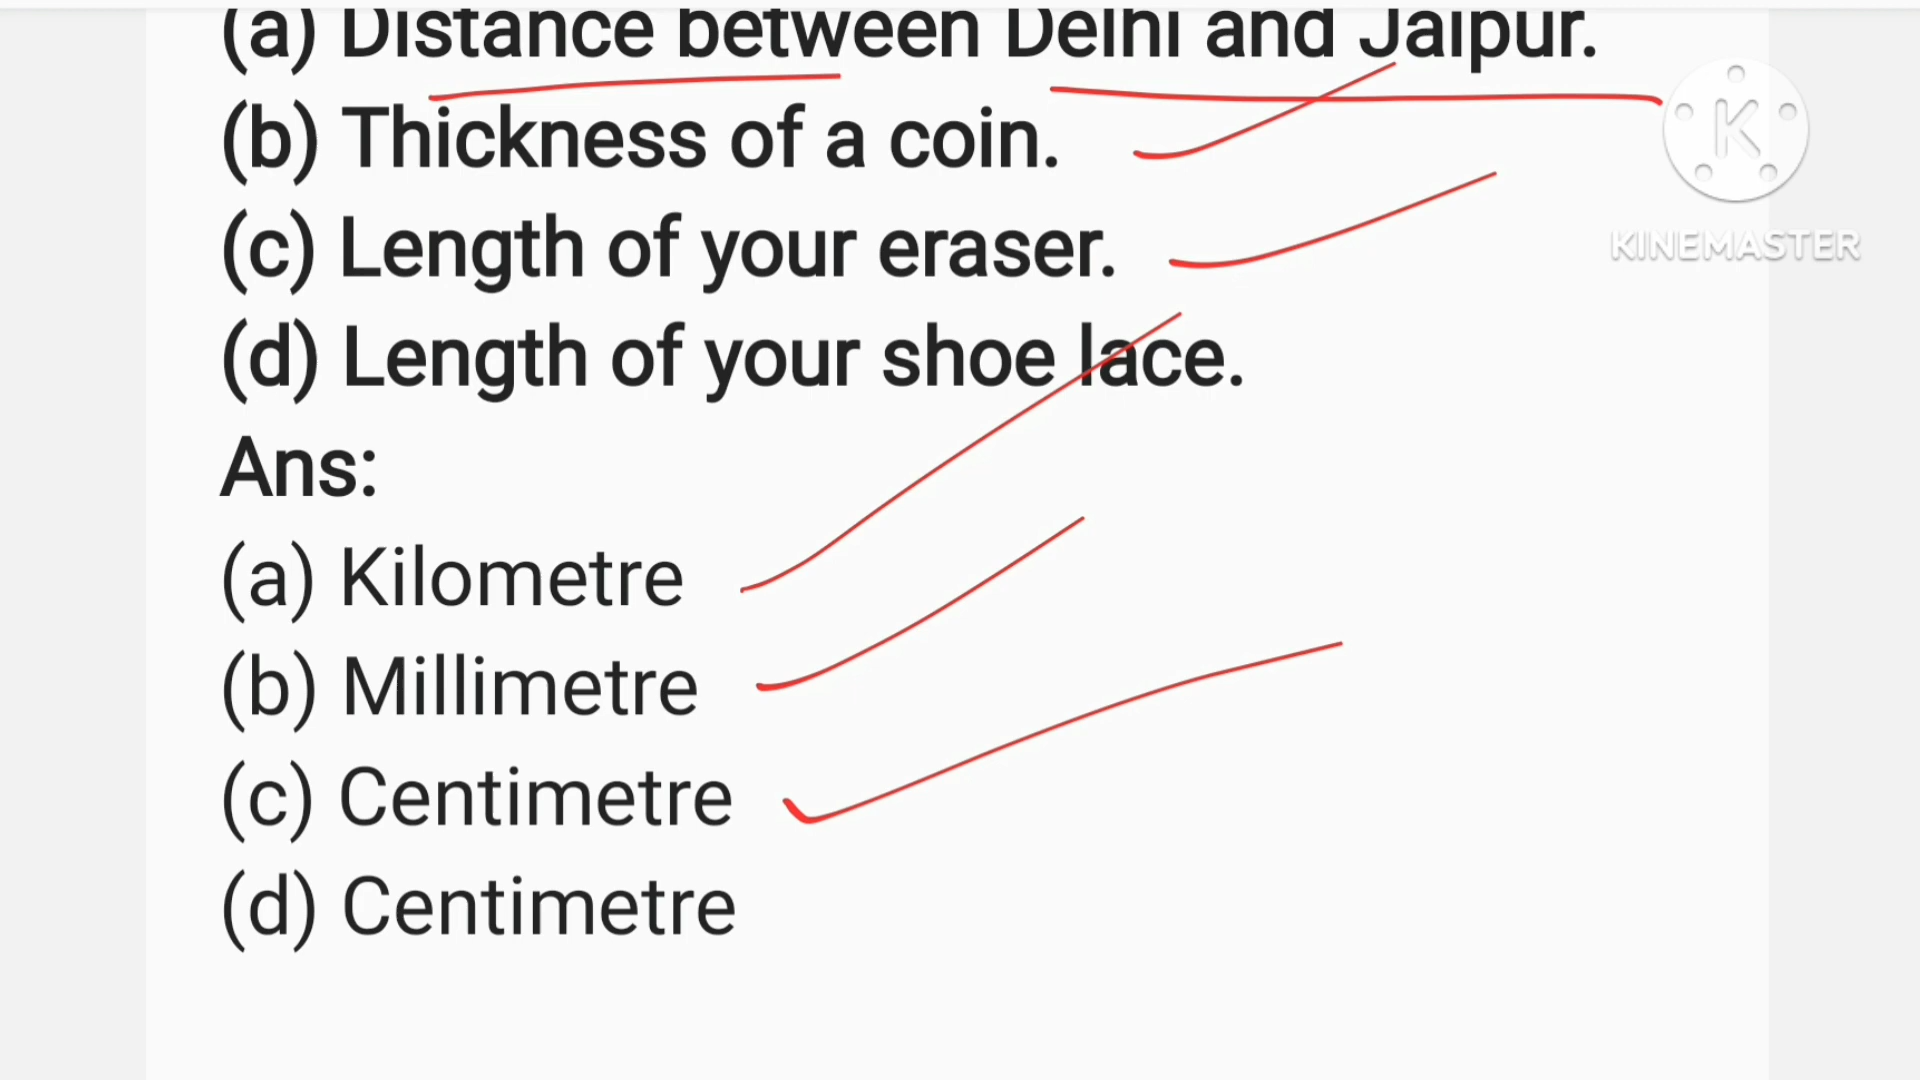 (a) Distance between Delhi and Jaipur.
(b) Thickness of a coin.
(c) Length of your eraser.
(d) Length of your shoe lace.
Ans:
(a) Kilometre
(b) Millimetre
(c) Centimetre
(d) Centimetre
K
KINEMASTER